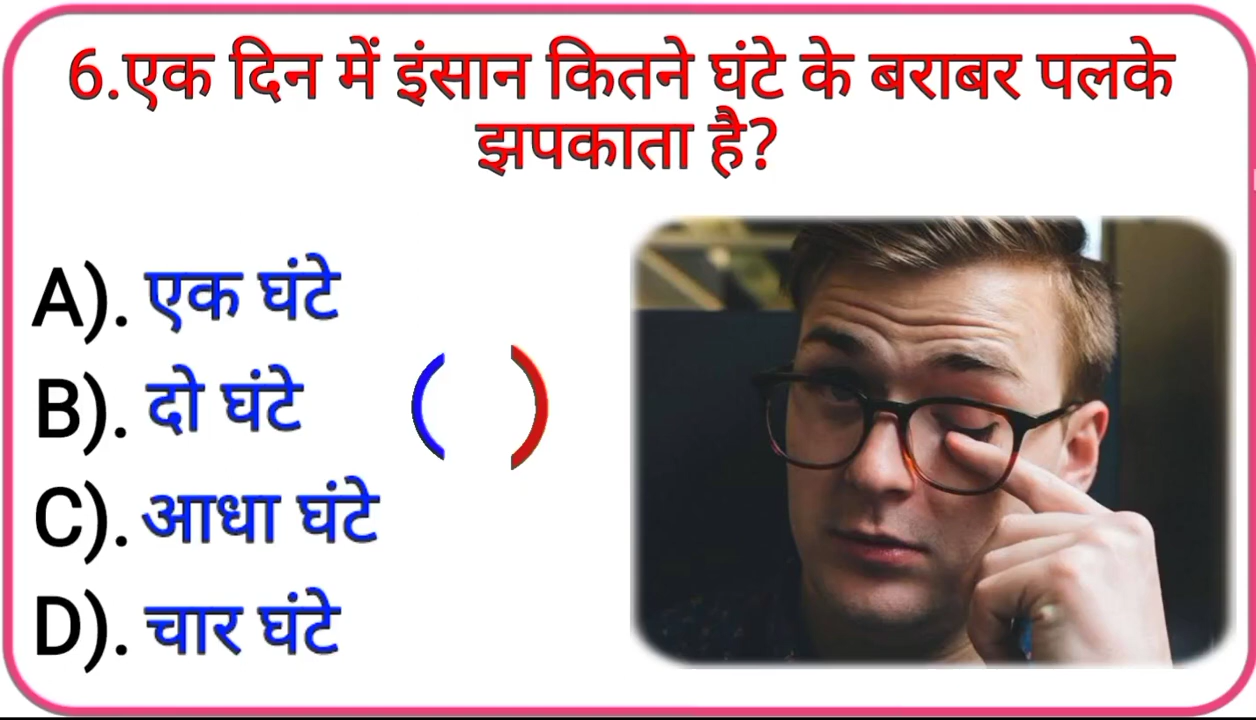 6.एक दिन में इंसान कितने घंटे के बराबर पलके
झपकाता है?
A). एक घंटे
B). दो घंटे ( )
C). आधा घंटे
D). चार घंटे